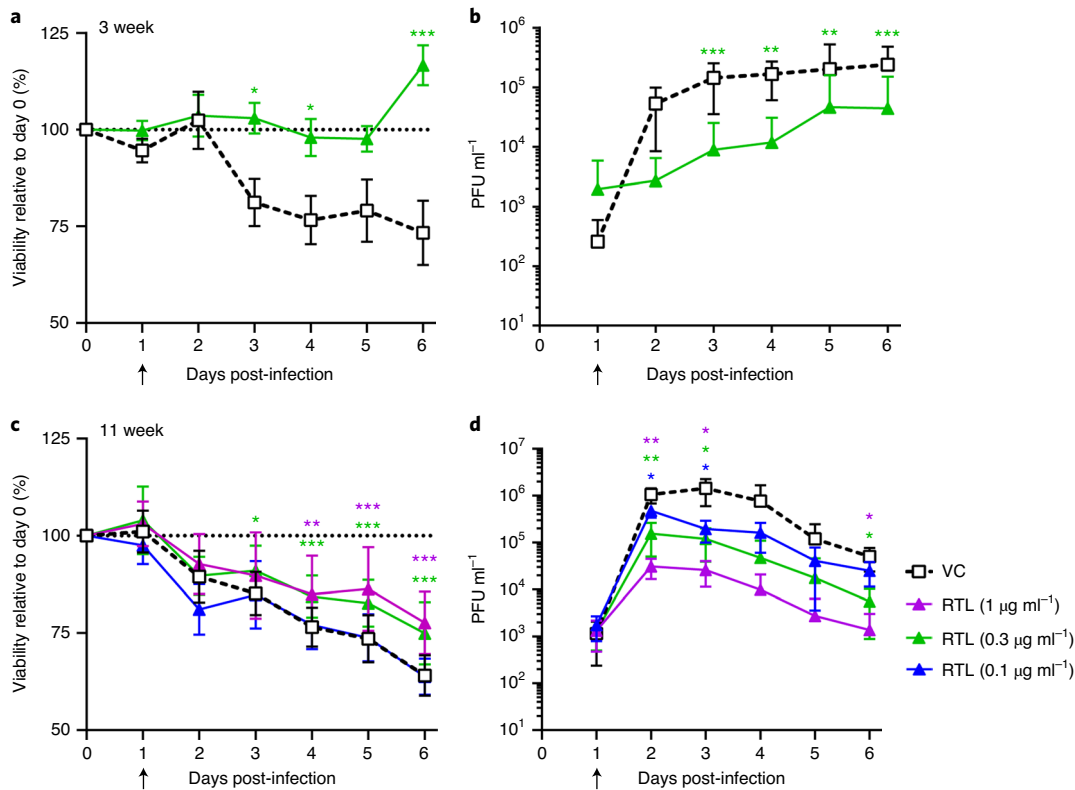 a
3 week
Viability relative to day 0 (%)
125
100
75
50
* * ***
0 1 2 3 4 5 6
Days post-infection
b
PFU ml⁻¹
10⁶
10⁵
10⁴
10³
10²
10¹
*** ** ** ***
0 1 2 3 4 5 6
Days post-infection
c
11 week
Viability relative to day 0 (%)
125
100
75
50
** *** ***
* *** *** ***
0 1 2 3 4 5 6
Days post-infection
d
PFU ml⁻¹
10⁷
10⁶
10⁵
10⁴
10³
10²
10¹
** * *
** * *
* *
0 1 2 3 4 5 6
Days post-infection
VC
RTL (1 μg ml⁻¹)
RTL (0.3 μg ml⁻¹)
RTL (0.1 μg ml⁻¹)